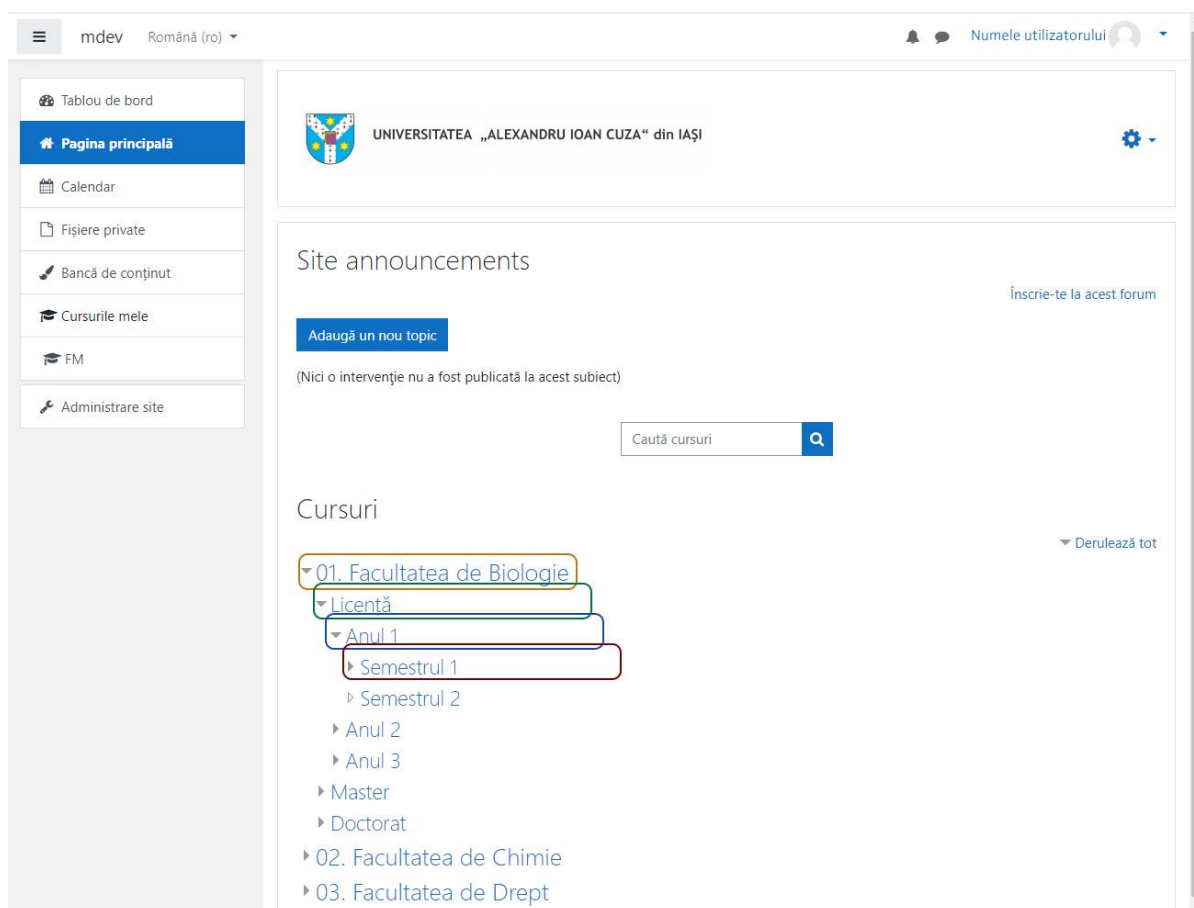 mdev Română (ro)
Numele utilizatorului
Tablou de bord
Pagina principală
Calendar
Fișiere private
Bancă de conținut
Cursurile mele
FM
Administrare site
UNIVERSITATEA „ALEXANDRU IOAN CUZA“ din IAŞI
Site announcements
Înscrie-te la acest forum
Adaugă un nou topic
(Nici o intervenţie nu a fost publicată la acest subiect)
Caută cursuri
Cursuri
Derulează tot
01. Facultatea de Biologie
Licență
Anul 1
Semestrul 1
Semestrul 2
Anul 2
Anul 3
Master
Doctorat
02. Facultatea de Chimie
03. Facultatea de Drept